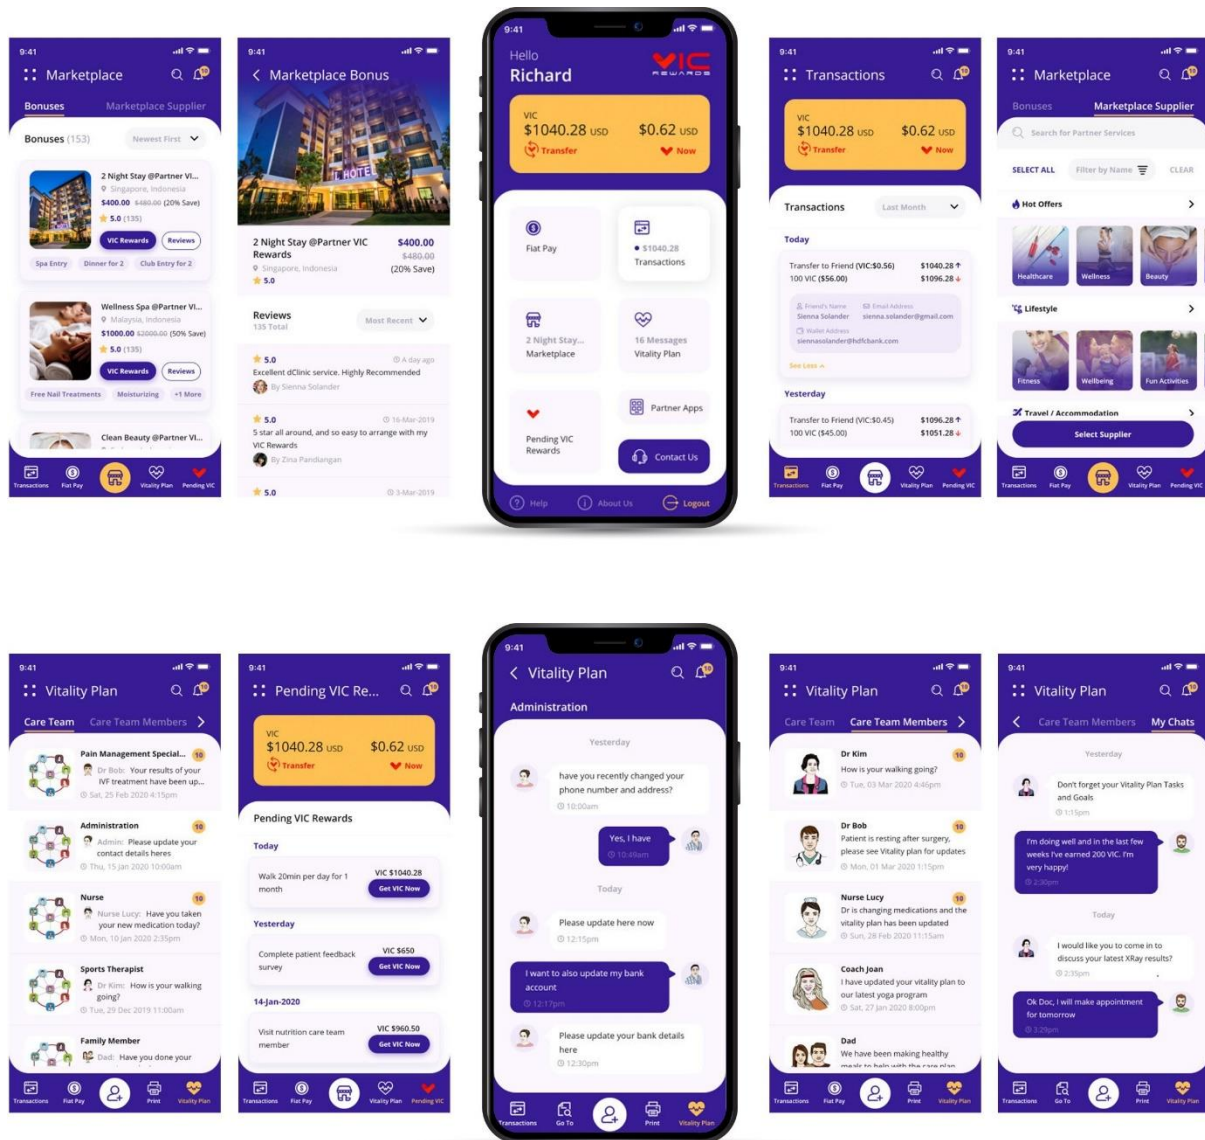 9:41
Marketplace
10
Bonuses
Marketplace Supplier
Bonuses (153)
Newest First
2 Night Stay @Partner VI...
Singapore, Indonesia
$400.00 $480.00 (20% Save)
5.0 (135)
VIC Rewards
Reviews
Spa Entry
Dinner for 2
Club Entry for 2
Wellness Spa @Partner VI...
Malaysia, Indonesia
$1000.00 $2000.00 (50% Save)
5.0 (135)
VIC Rewards
Reviews
Free Nail Treatments
Moisturizing
+1 More
Clean Beauty @Partner VI...
Transactions
Fiat Pay
Vitality Plan
Pending VIC
9:41
Marketplace Bonus
HOTEL
2 Night Stay @Partner VIC
Rewards
$400.00
$480.00
(20% Save)
Singapore, Indonesia
5.0
Reviews
135 Total
Most Recent
5.0
A day ago
Excellent dClinic service. Highly Recommended
By Sienna Solander
5.0
16-Mar-2019
5 star all around, and so easy to arrange with my
VIC Rewards
By Zina Pandiangan
5.0
3-Mar-2019
9:41
Hello
Richard
VIC
REWARDS
VIC
$1040.28 USD
$0.62 USD
Transfer
Now
Fiat Pay
$1040.28
Transactions
2 Night Stay...
Marketplace
16 Messages
Vitality Plan
Pending VIC
Rewards
Partner Apps
Contact Us
Help
About Us
Logout
9:41
Transactions
10
VIC
$1040.28 USD
$0.62 USD
Transfer
Now
Transactions
Last Month
Today
Transfer to Friend (VIC:$0.56)
$1040.28
100 VIC ($56.00)
$1096.28
Friend's Name
Email Address
Sienna Solander
sienna.solander@gmail.com
Wallet Address
siennasolander@hdfcbank.com
See Less
Yesterday
Transfer to Friend (VIC:$0.45)
$1096.28
100 VIC ($45.00)
$1051.28
Transactions
Fiat Pay
Vitality Plan
Pending VIC
9:41
Marketplace
10
Bonuses
Marketplace Supplier
Search for Partner Services
SELECT ALL
Filter by Name
CLEAR
Hot Offers
Healthcare
Wellness
Beauty
Lifestyle
Fitness
Wellbeing
Fun Activities
Travel / Accommodation
Select Supplier
Transactions
Fiat Pay
Vitality Plan
Pending VIC
9:41
Vitality Plan
10
Care Team
Care Team Members
Pain Management Special...
10
Dr Bob: Your results of your
IVF treatment have been up...
Sat, 25 Feb 2020 4:15pm
Administration
10
Admin: Please update your
contact details heres
Thu, 15 Jan 2020 10:00am
Nurse
10
Nurse Lucy: Have you taken
your new medication today?
Mon, 10 Jan 2020 2:35pm
Sports Therapist
Dr Kim: How is your walking
going?
Tue, 29 Dec 2019 11:00am
Family Member
Dad: Have you done your
Transactions
Fiat Pay
Print
Vitality Plan
9:41
Pending VIC Re...
10
VIC
$1040.28 USD
$0.62 USD
Transfer
Now
Pending VIC Rewards
Today
Walk 20min per day for 1
month
VIC $1040.28
Get VIC Now
Yesterday
Complete patient feedback
survey
VIC $650
Get VIC Now
14-Jan-2020
Visit nutrition care team
member
VIC $960.50
Get VIC Now
Transactions
Fiat Pay
Vitality Plan
Pending VIC
9:41
Vitality Plan
10
Administration
Yesterday
have you recently changed your
phone number and address?
10:00am
Yes, I have
10:49am
Today
Please update here now
12:15pm
I want to also update my bank
account
12:17pm
Please update your bank details
here
12:30pm
Transactions
Go To
Print
Vitality Plan
9:41
Vitality Plan
10
Care Team
Care Team Members
Dr Kim
10
How is your walking going?
Tue, 03 Mar 2020 4:46pm
Dr Bob
10
Patient is resting after surgery,
please see Vitality plan for updates
Mon, 01 Mar 2020 1:15pm
Nurse Lucy
10
Dr is changing medications and the
vitality plan has been updated
Sun, 28 Feb 2020 11:15am
Coach Joan
I have updated your vitality plan to
our latest yoga program
Sat, 27 Jan 2020 8:00pm
Dad
We have been making healthy
meals to help with the care plan
Transactions
Fiat Pay
Print
Vitality Plan
9:41
Vitality Plan
10
Care Team Members
My Chats
Yesterday
Don't forget your Vitality Plan Tasks
and Goals
1:15pm
I'm doing well and in the last few
weeks I've earned 200 VIC. I'm
very happy!
2:30pm
Today
I would like you to come in to
discuss your latest XRay results?
2:35pm
Ok Doc, I will make appointment
for tomorrow
3:29pm
Transactions
Go To
Print
Vitality Plan